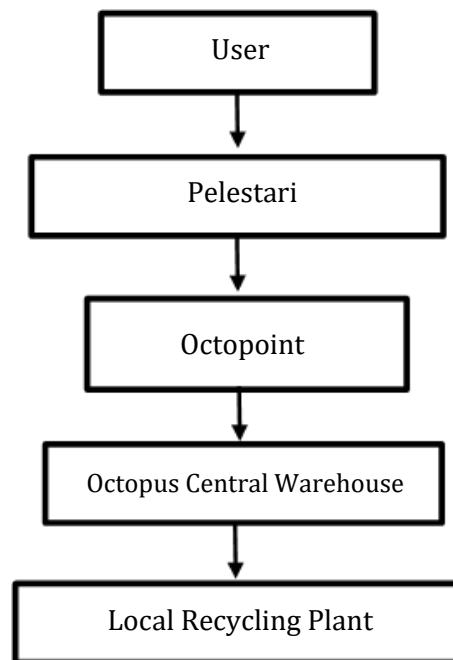 User
Pelestari
Octopoint
Octopus Central Warehouse
Local Recycling Plant